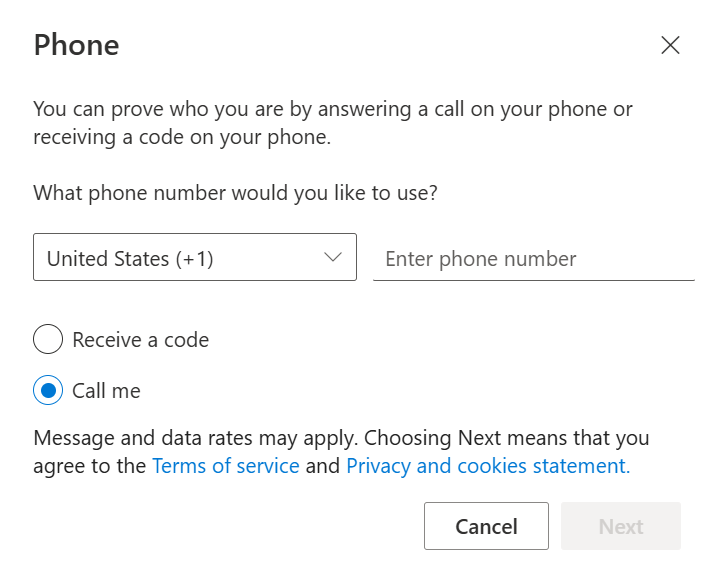 Phone
You can prove who you are by answering a call on your phone or
receiving a code on your phone.
What phone number would you like to use?
United States (+1)
Enter phone number
Receive a code
Call me
Message and data rates may apply. Choosing Next means that you
agree to the Terms of service and Privacy and cookies statement.
Cancel
Next